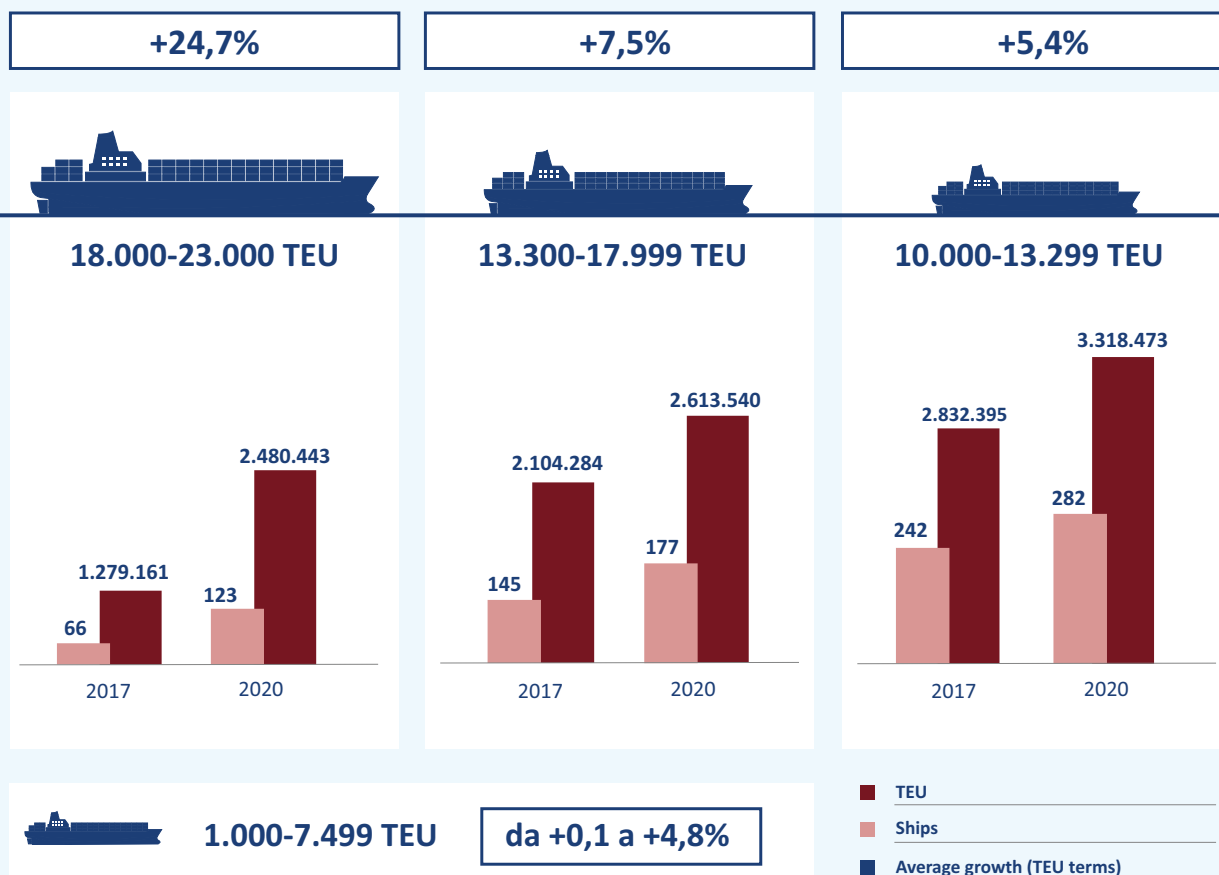 +24,7%
+7,5%
+5,4%
18.000-23.000 TEU
13.300-17.999 TEU
10.000-13.299 TEU
66
1.279.161
123
2.480.443
2017
2020
145
2.104.284
177
2.613.540
2017
2020
242
2.832.395
282
3.318.473
2017
2020
1.000-7.499 TEU
da +0,1 a +4,8%
TEU
Ships
Average growth (TEU terms)